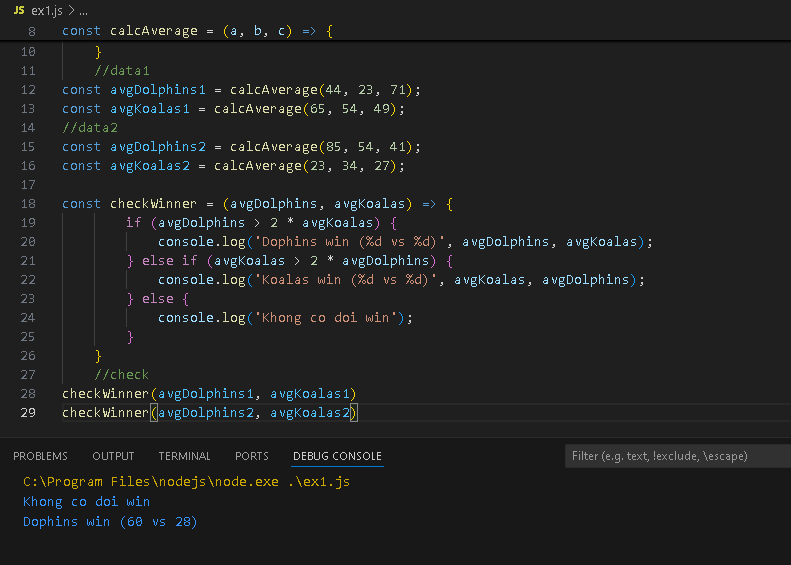 JS ex1.js > ...
8 const calcAverage = (a, b, c) => {
10 }
11 //data1
12 const avgDolphins1 = calcAverage(44, 23, 71);
13 const avgKoalas1 = calcAverage(65, 54, 49);
14 //data2
15 const avgDolphins2 = calcAverage(85, 54, 41);
16 const avgKoalas2 = calcAverage(23, 34, 27);
17
18 const checkWinner = (avgDolphins, avgKoalas) => {
19 if (avgDolphins > 2 * avgKoalas) {
20 console.log('Dophins win (%d vs %d)', avgDolphins, avgKoalas);
21 } else if (avgKoalas > 2 * avgDolphins) {
22 console.log('Koalas win (%d vs %d)', avgKoalas, avgDolphins);
23 } else {
24 console.log('Khong co doi win');
25 }
26 }
27 //check
28 checkWinner(avgDolphins1, avgKoalas1)
29 checkWinner(avgDolphins2, avgKoalas2)
PROBLEMS OUTPUT TERMINAL PORTS DEBUG CONSOLE Filter (e.g. text, !exclude, \escape)
C:\Program Files\nodejs\node.exe .\ex1.js
Khong co doi win
Dophins win (60 vs 28)